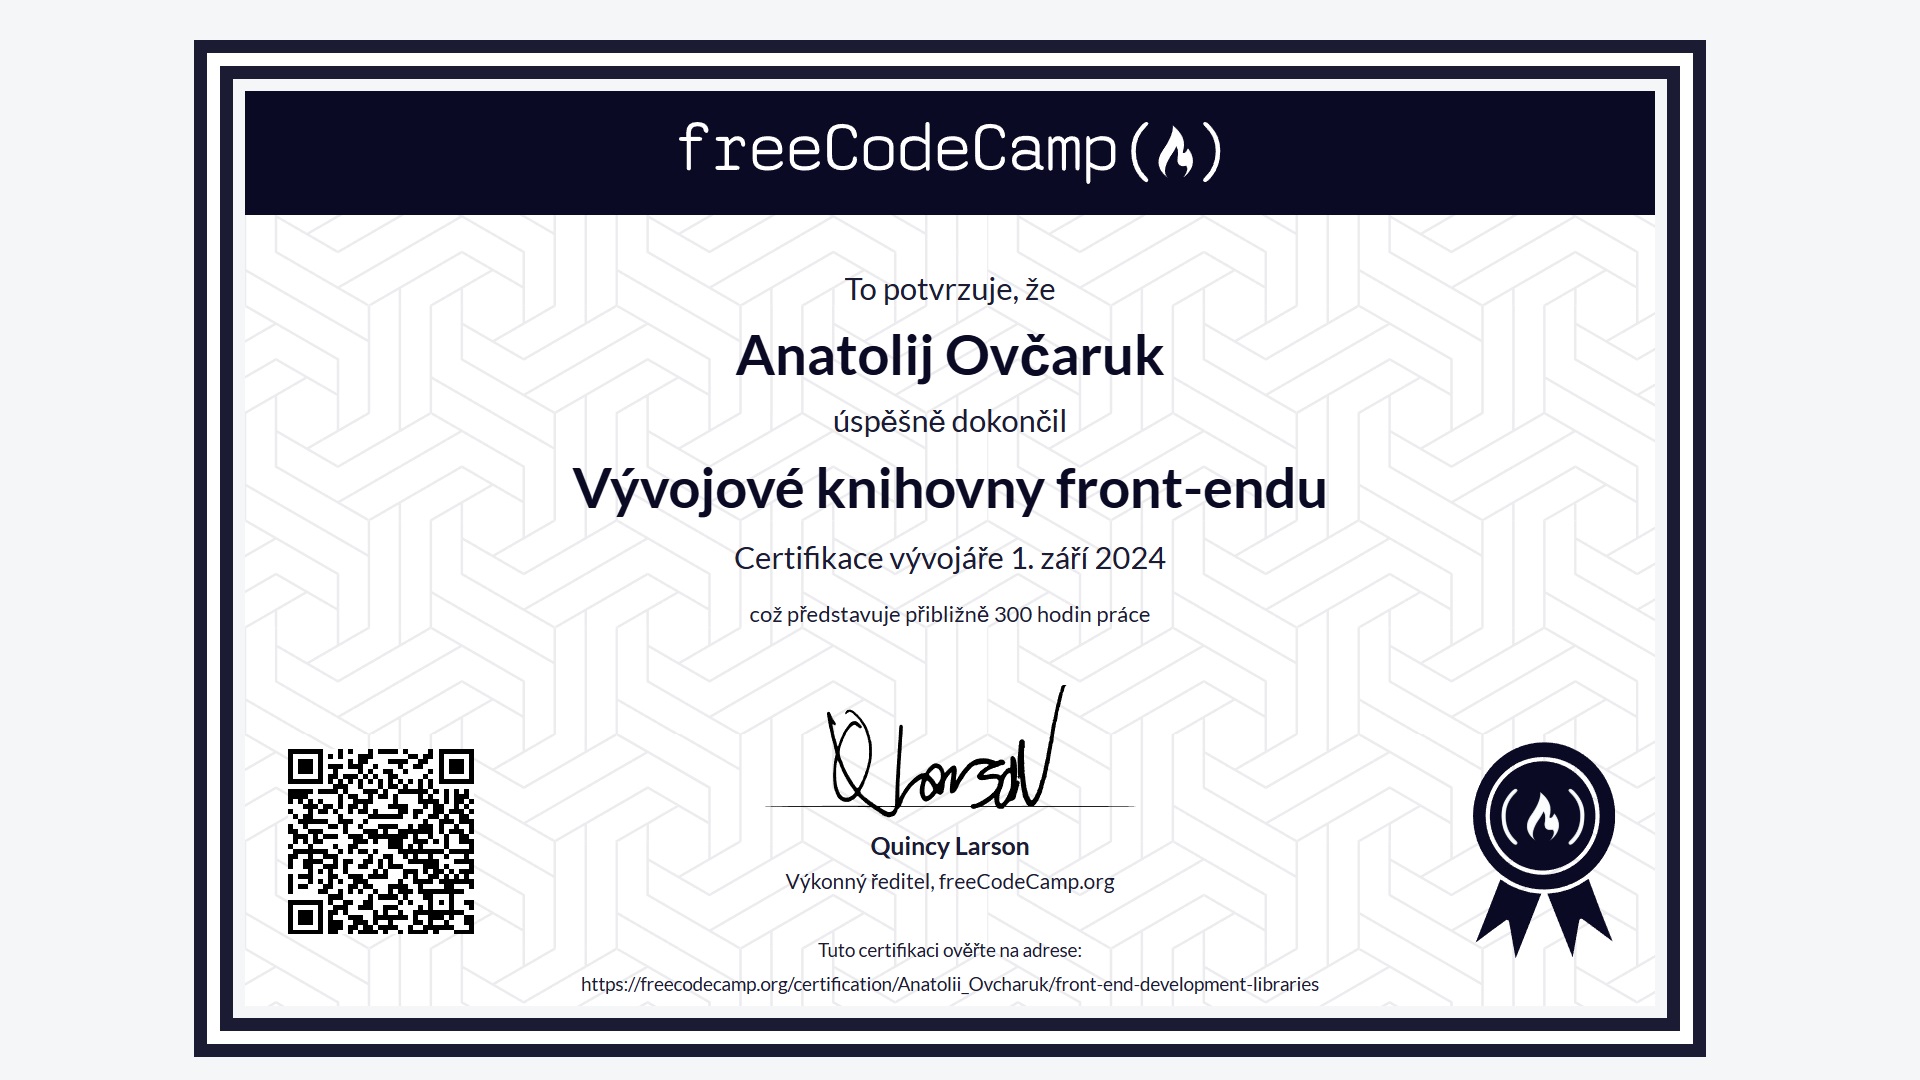 freeCodeCamp
To potvrzuje, že
Anatolij Ovčaruk
úspěšně dokončil
Vývojové knihovny front-endu
Certifikace vývojáře 1. září 2024
což představuje přibližně 300 hodin práce
Quincy Larson
Výkonný ředitel, freeCodeCamp.org
Tuto certifikaci ověřte na adrese:
https://freecodecamp.org/certification/Anatolii_Ovcharuk/front-end-development-libraries